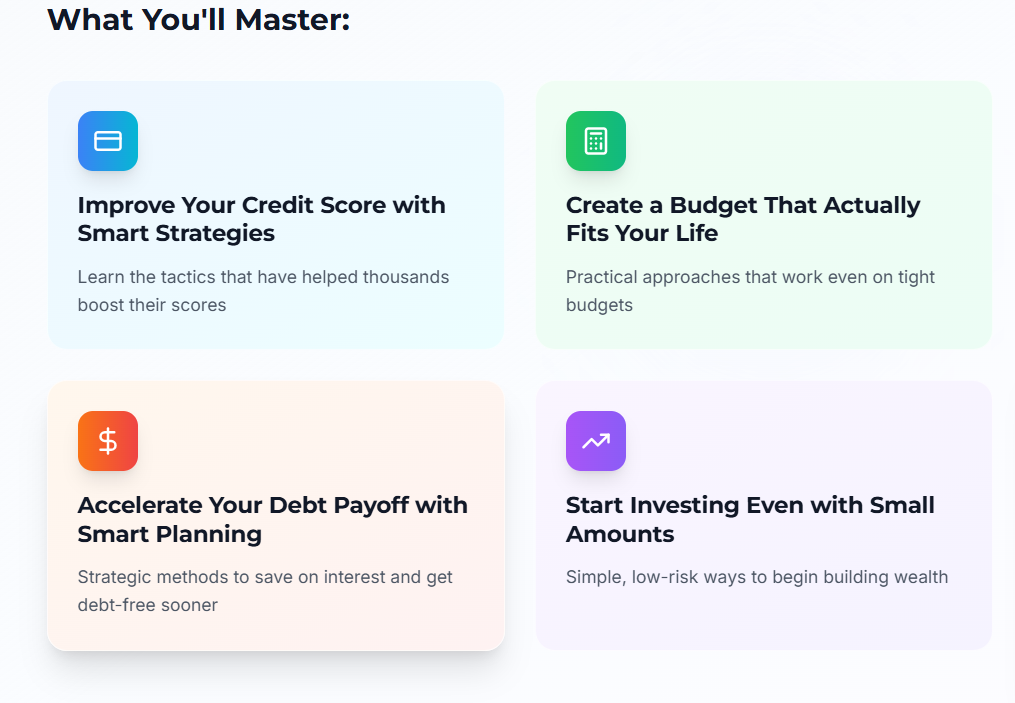 What You'll Master:
Improve Your Credit Score with
Smart Strategies
Learn the tactics that have helped thousands
boost their scores
Create a Budget That Actually
Fits Your Life
Practical approaches that work even on tight
budgets
Accelerate Your Debt Payoff with
Smart Planning
Strategic methods to save on interest and get
debt-free sooner
Start Investing Even with Small
Amounts
Simple, low-risk ways to begin building wealth